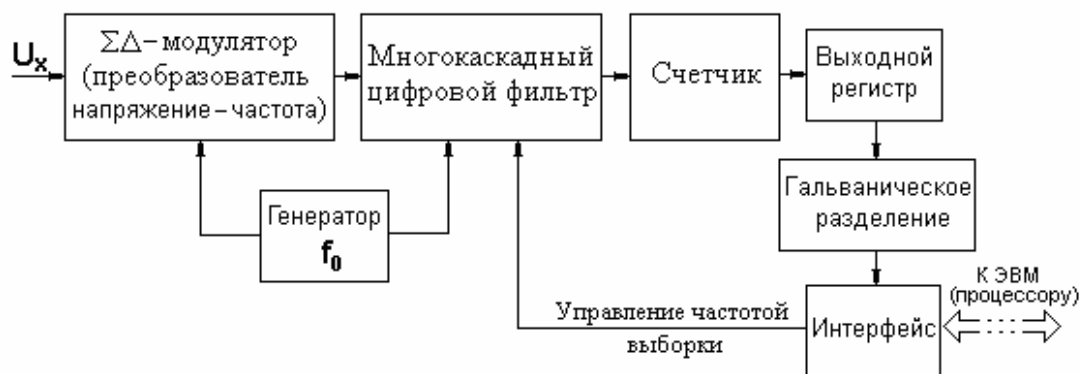 Uₓ
ΣΔ– модулятор
(преобразователь
напряжение – частота)
Многокаскадный
цифровой фильтр
Счетчик
Выходной
регистр
Гальваническое
разделение
Генератор
f₀
К ЭВМ
(процессору)
Управление частотой
выборки
Интерфейс